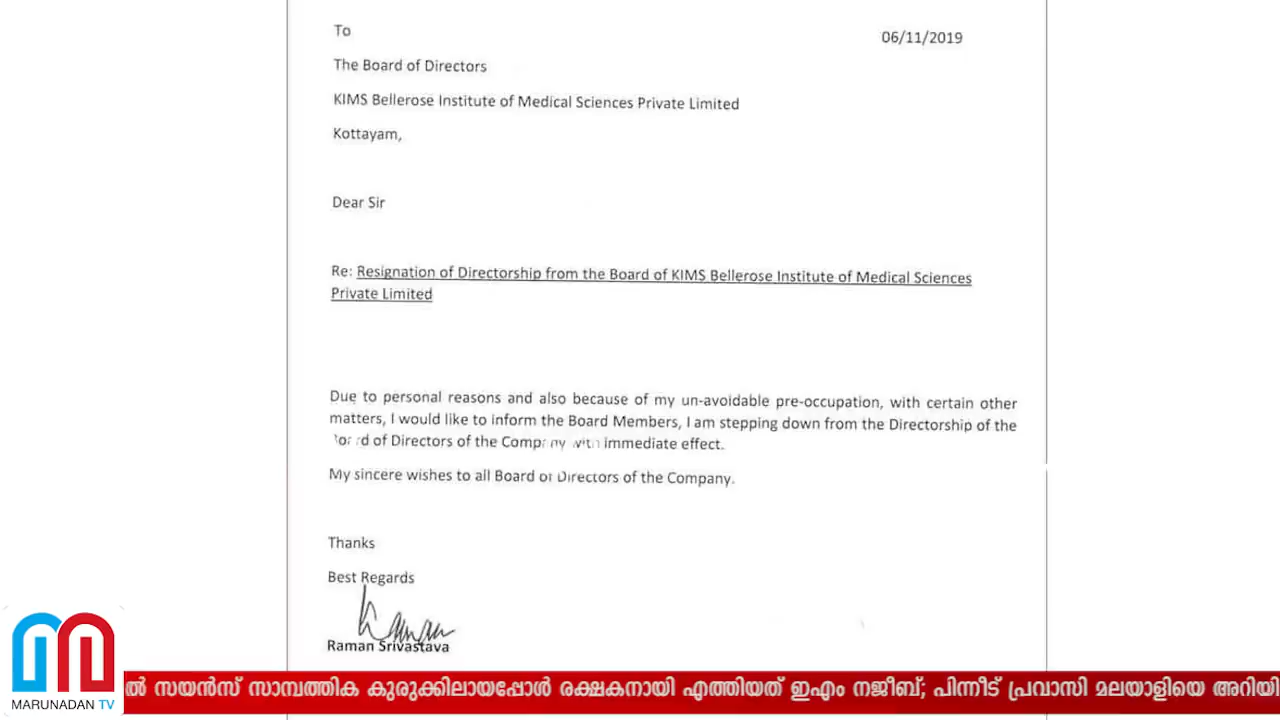 To
06/11/2019
The Board of Directors
KIMS Bellerose Institute of Medical Sciences Private Limited
Kottayam,
Dear Sir
Re: Resignation of Directorship from the Board of KIMS Bellerose Institute of Medical Sciences
Private Limited
Due to personal reasons and also because of my un-avoidable pre-occupation, with certain other
matters, I would like to inform the Board Members, I am stepping down from the Directorship of the
Board of Directors of the Company with immediate effect.
My sincere wishes to all Board of Directors of the Company.
Thanks
Best Regards
Raman
Raman Srivastava
ൽ സയൻസ് സാമ്പത്തിക കുരുക്കിലായപ്പോൾ രക്ഷകനായി എത്തിയത് ഇഎം നജീബ്; പിന്നീട് പ്രവാസി മലയാളിയെ അറിയി
MARUNADAN TV